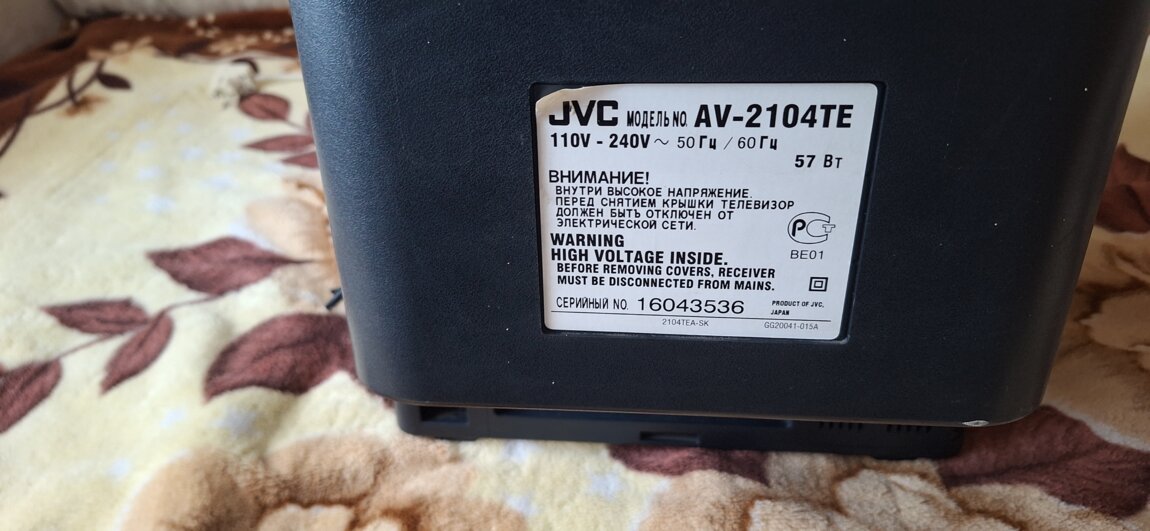 JVC МОДЕЛЬ NO. AV-2104TE
110V - 240V ~ 50 Гц / 60 Гц
57 Вт
ВНИМАНИЕ!
ВНУТРИ ВЫСОКОЕ НАПРЯЖЕНИЕ.
ПЕРЕД СНЯТИЕМ КРЫШКИ ТЕЛЕВИЗОР
ДОЛЖЕН БЫТЬ ОТКЛЮЧЕН ОТ
ЭЛЕКТРИЧЕСКОЙ СЕТИ.
РСТ
BE01
WARNING
HIGH VOLTAGE INSIDE.
BEFORE REMOVING COVERS, RECEIVER
MUST BE DISCONNECTED FROM MAINS.
СЕРИЙНЫЙ NO. 16043536
PRODUCT OF JVC,
JAPAN
2104TEA-SK
GG20041-015A